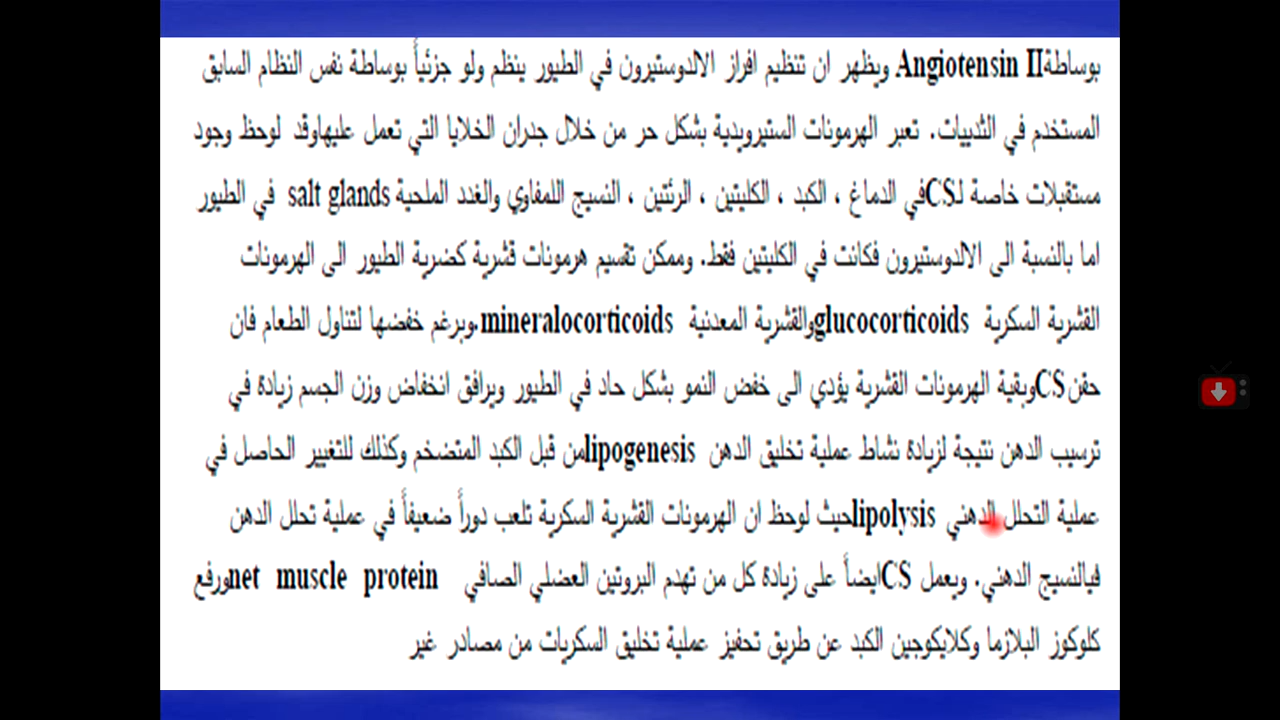 بوساطةAngiotensin II ويظهر ان تنظيم افراز الالدوستيرون في الطيور ينظم ولو جزئياً بوساطة نفس النظام السابق
المستخدم في الثدييات. تعبر الهرمونات الستيرويدية بشكل حر من خلال جدران الخلايا التي تعمل عليهاوقد لوحظ وجود
مستقبلات خاصة لـCSفي الدماغ ، الكبد ، الكليتين ، الرئتين ، النسيج اللمفاوي والغدد الملحية salt glands في الطيور
اما بالنسبة الى الالدوستيرون فكانت في الكليتين فقط. وممكن تقسيم هرمونات قشرية كضرية الطيور الى الهرمونات
القشرية السكرية glucocorticoidsوالقشرية المعدنية mineralocorticoids.وبرغم خفضها لتناول الطعام فان
حقنCSوبقية الهرمونات القشرية يؤدي الى خفض النمو بشكل حاد في الطيور ويرافق انخفاض وزن الجسم زيادة في
ترسيب الدهن نتيجة لزيادة نشاط عملية تخليق الدهن lipogenesisمن قبل الكبد المتضخم وكذلك للتغيير الحاصل في
عملية التحلل الدهني lipolysisحيث لوحظ ان الهرمونات القشرية السكرية تلعب دوراً ضعيفاً في عملية تحلل الدهن
فيالنسيج الدهني. ويعمل CSايضاً على زيادة كل من تهدم البروتين العضلي الصافي net muscle proteinورفع
كلوكوز البلازما وكلايكوجين الكبد عن طريق تحفيز عملية تخليق السكريات من مصادر غير